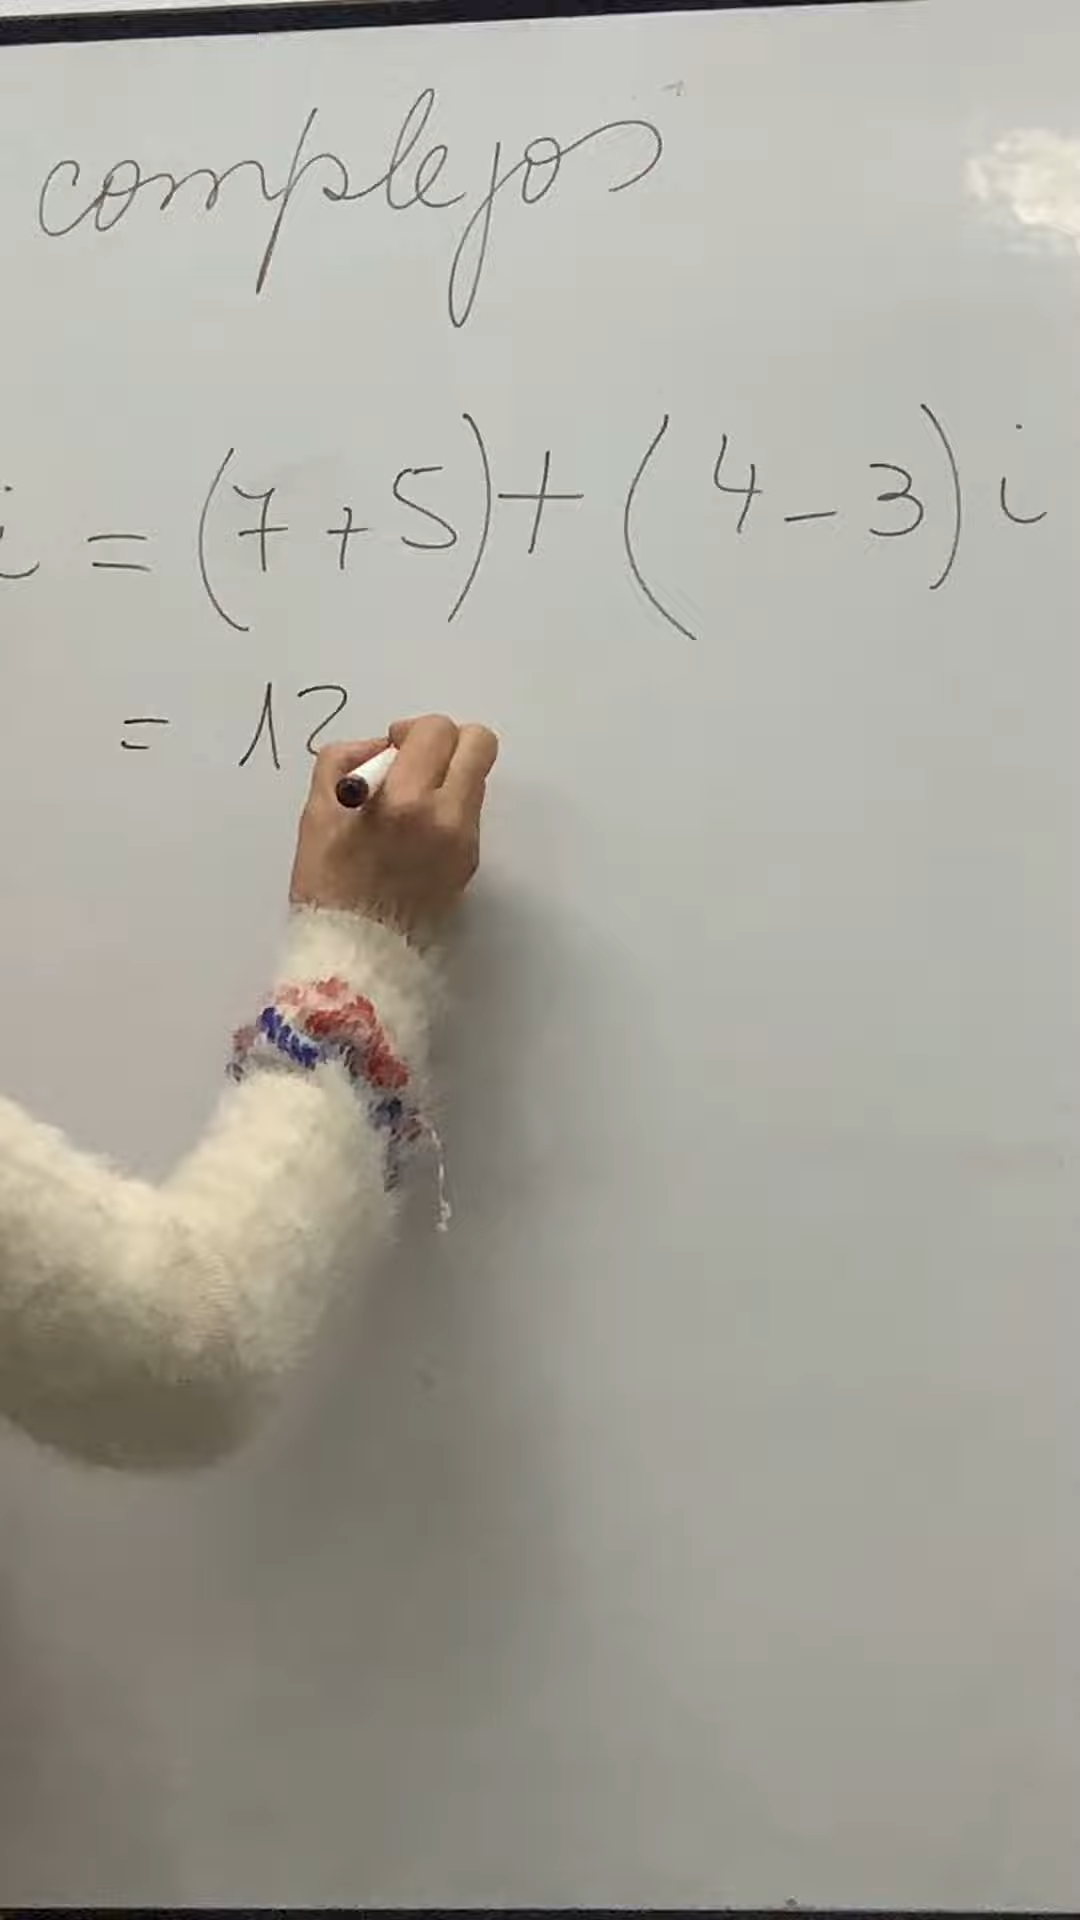 complejos
i = (7+5)+(4-3)i
= 12